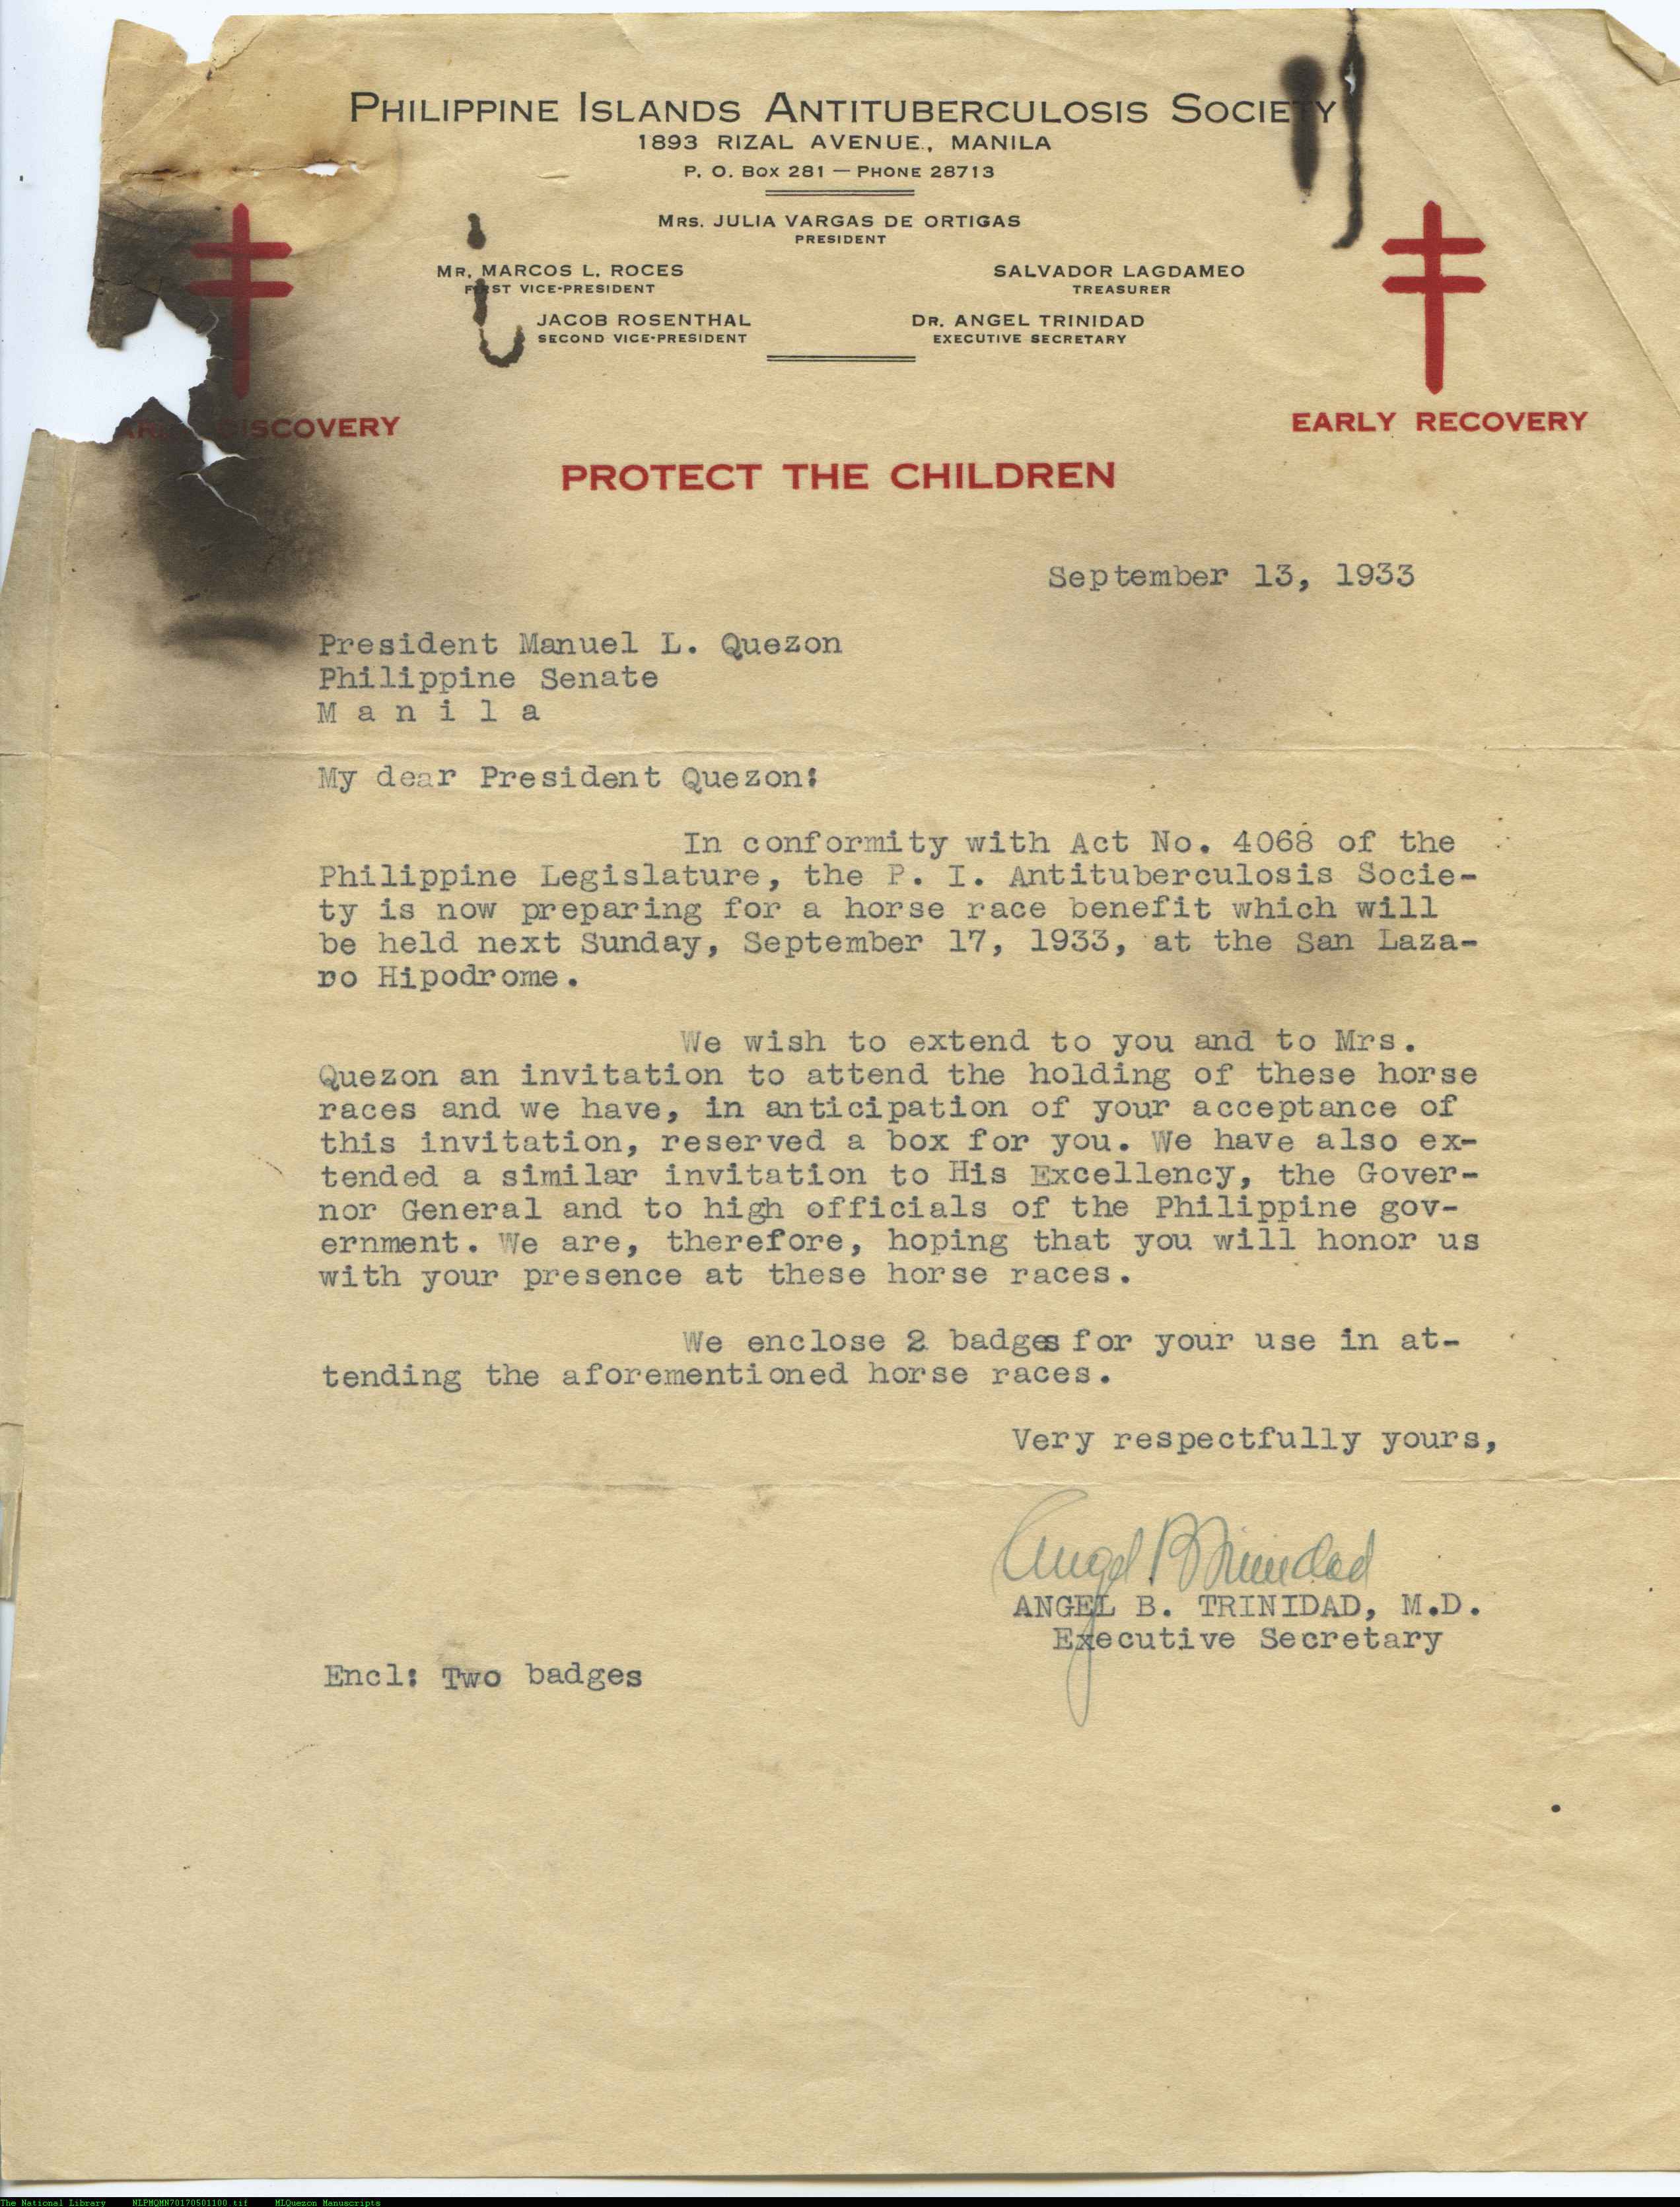 PHILIPPINE ISLANDS ANTITUBERCULOSIS SOCIETY
1893 RIZAL AVENUE., MANILA
P. O. BOX 281 — PHONE 28713
MRS. JULIA VARGAS DE ORTIGAS
PRESIDENT
MR. MARCOS L. ROCES
FIRST VICE-PRESIDENT
SALVADOR LAGDAMEO
TREASURER
JACOB ROSENTHAL
SECOND VICE-PRESIDENT
DR. ANGEL TRINIDAD
EXECUTIVE SECRETARY
DISCOVERY
EARLY RECOVERY
PROTECT THE CHILDREN
September 13, 1933
President Manuel L. Quezon
Philippine Senate
M a n i l a
My dear President Quezon:
In conformity with Act No. 4068 of the
Philippine Legislature, the P. I. Antituberculosis Socie-
ty is now preparing for a horse race benefit which will
be held next Sunday, September 17, 1933, at the San Laza-
ro Hipodrome.
We wish to extend to you and to Mrs.
Quezon an invitation to attend the holding of these horse
races and we have, in anticipation of your acceptance of
this invitation, reserved a box for you. We have also ex-
tended a similar invitation to His Excellency, the Gover-
nor General and to high officials of the Philippine gov-
ernment. We are, therefore, hoping that you will honor us
with your presence at these horse races.
We enclose 2 badges for your use in at-
tending the aforementioned horse races.
Very respectfully yours,
Angel B Trinidad
ANGEL B. TRINIDAD, M.D.
Executive Secretary
Encl: Two badges
The National Library NLPMQMN70170501100.tif MLQuezon Manuscripts